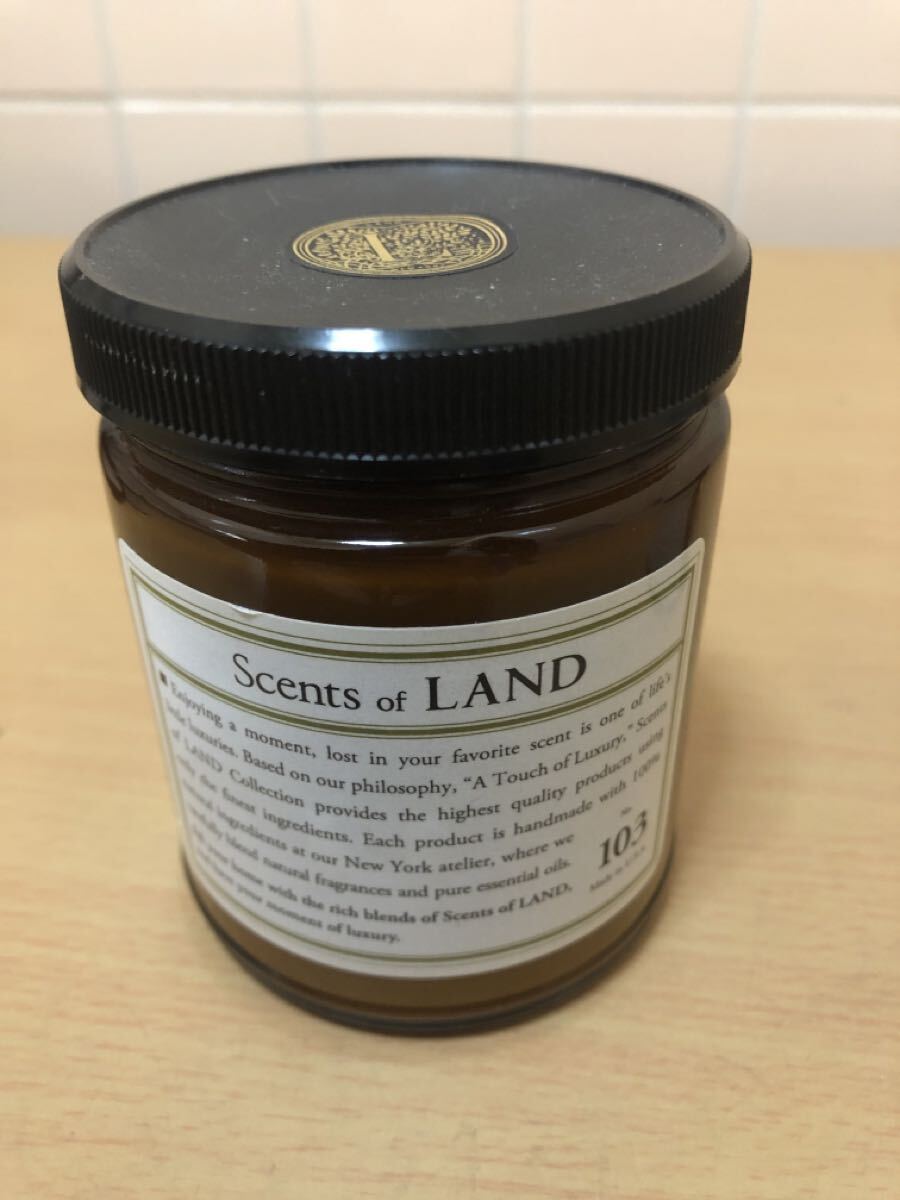 L
Scents of LAND
■ Enjoying a moment, lost in your favorite scent is one of life's
little luxuries. Based on our philosophy, "A Touch of Luxury," Scents
of LAND Collection provides the highest quality products using
only the finest ingredients. Each product is handmade with 100%
natural ingredients at our New York atelier, where we
carefully blend natural fragrances and pure essential oils.
your home with the rich blends of Scents of LAND,
your moment of luxury.
No
103
Made in U.S.A.